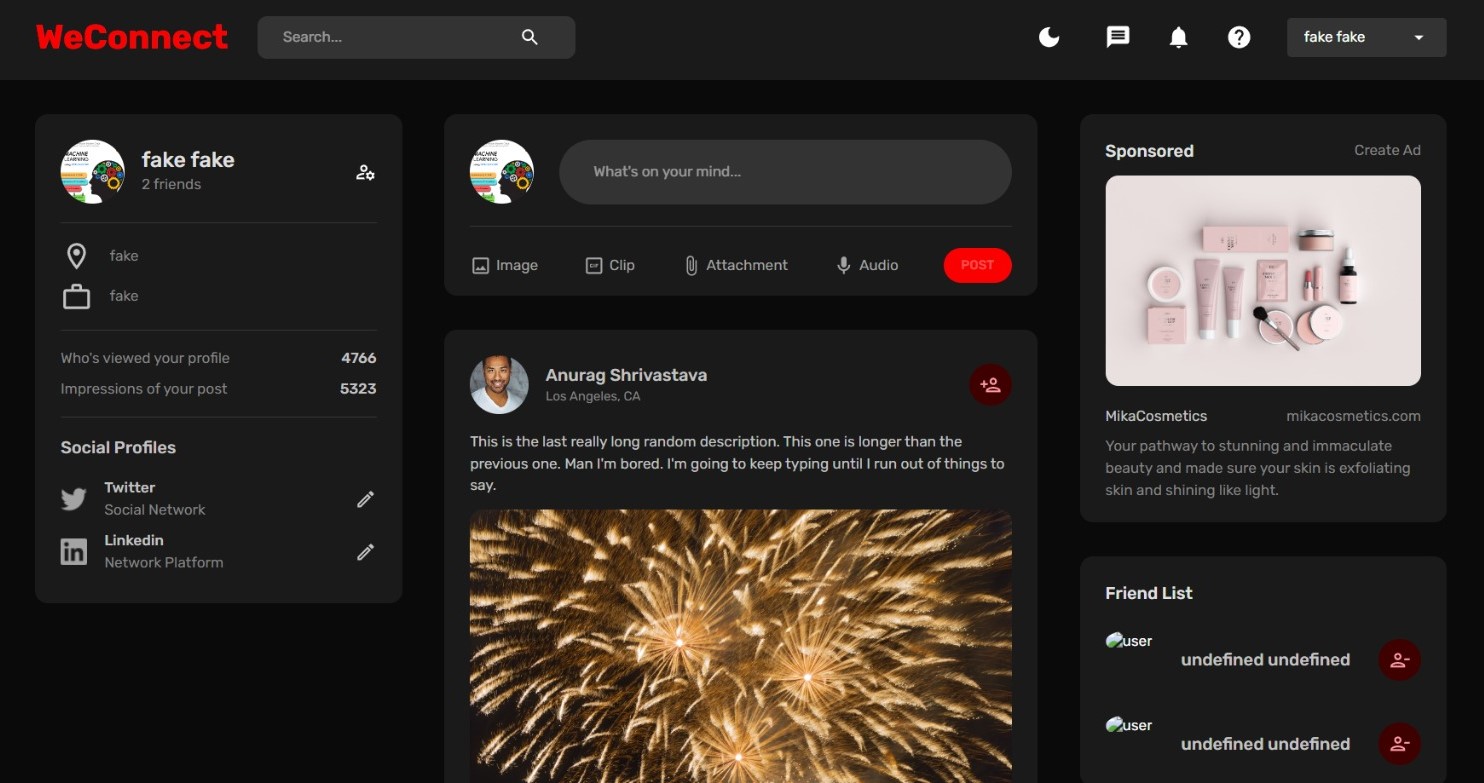 WeConnect
Search...
fake fake
fake fake
2 friends
fake
fake
Who's viewed your profile 4766
Impressions of your post 5323
Social Profiles
Twitter
Social Network
Linkedin
Network Platform
What's on your mind...
Image Clip Attachment Audio POST
Anurag Shrivastava
Los Angeles, CA
This is the last really long random description. This one is longer than the
previous one. Man I'm bored. I'm going to keep typing until I run out of things to
say.
Sponsored Create Ad
MikaCosmetics mikacosmetics.com
Your pathway to stunning and immaculate
beauty and made sure your skin is exfoliating
skin and shining like light.
Friend List
user
undefined undefined
user
undefined undefined